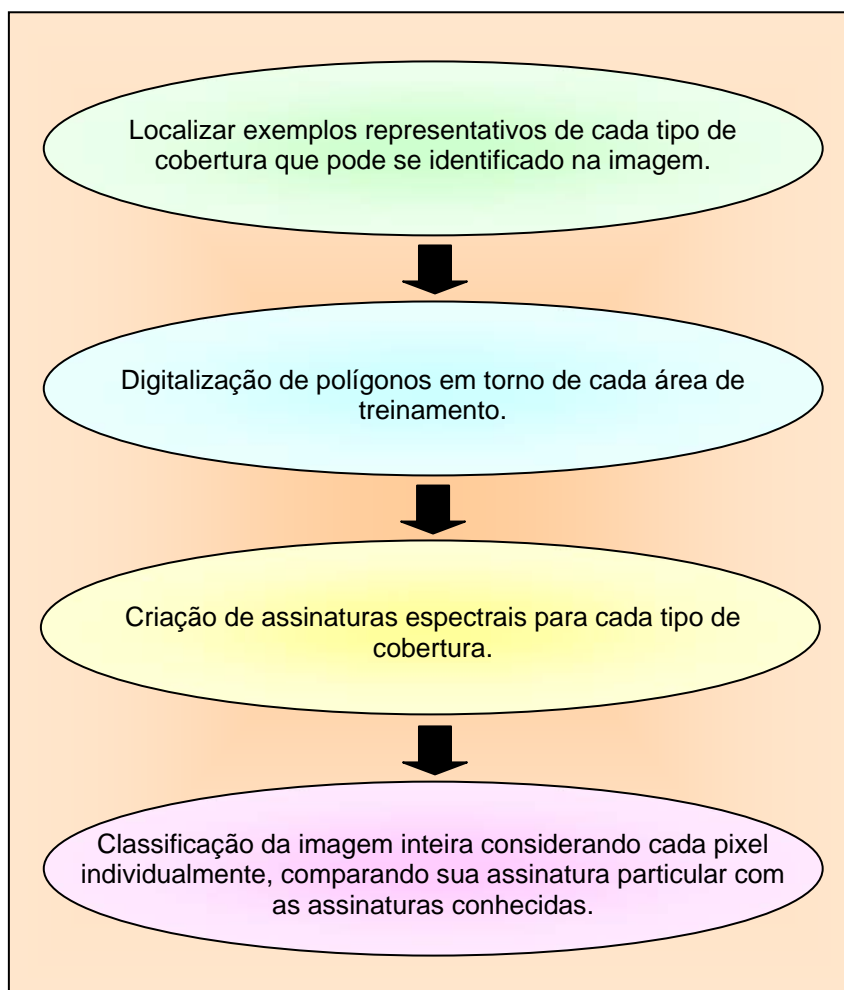 Localizar exemplos representativos de cada tipo de
cobertura que pode se identificado na imagem.
Digitalização de polígonos em torno de cada área de
treinamento.
Criação de assinaturas espectrais para cada tipo de
cobertura.
Classificação da imagem inteira considerando cada pixel
individualmente, comparando sua assinatura particular com
as assinaturas conhecidas.